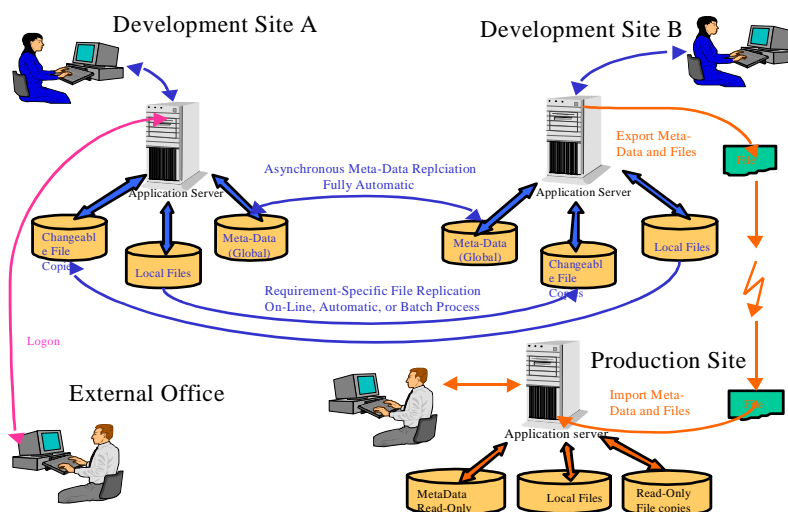 Development Site A
Development Site B
Export Meta-
Data and Files
Asynchronous Meta-Data Replciation
Fully Automatic
Application Server
Application Server
Changeabl
e File
Copies
Local Files
Meta-Data
(Global)
Meta-Data
(Global)
Changeabl
e File
Copies
Local Files
Requirement-Specific File Replication
On-Line, Automatic, or Batch Process
Logon
External Office
Production Site
Import Meta-
Data and Files
Application server
MetaData
Read-Only
Local Files
Read-Only
File copies